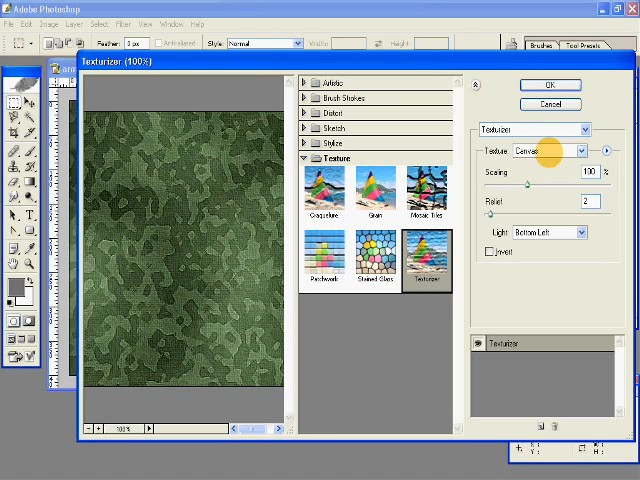 Adobe Photoshop
File Edit Image Layer Select Filter View Window Help
Feather: 0 px Anti-aliased Style: Normal Width: Height: Brushes Tool Presets
Texturizer (100%)
Artistic
Brush Strokes
Distort
Sketch
Stylize
Texture
Craquelure Grain Mosaic Tiles
Patchwork Stained Glass Texturizer
100%
OK
Cancel
Texturizer
Texture: Canvas
Scaling 100 %
Relief 2
Light: Bottom Left
Invert
Texturizer
X :
Y :
W :
H :